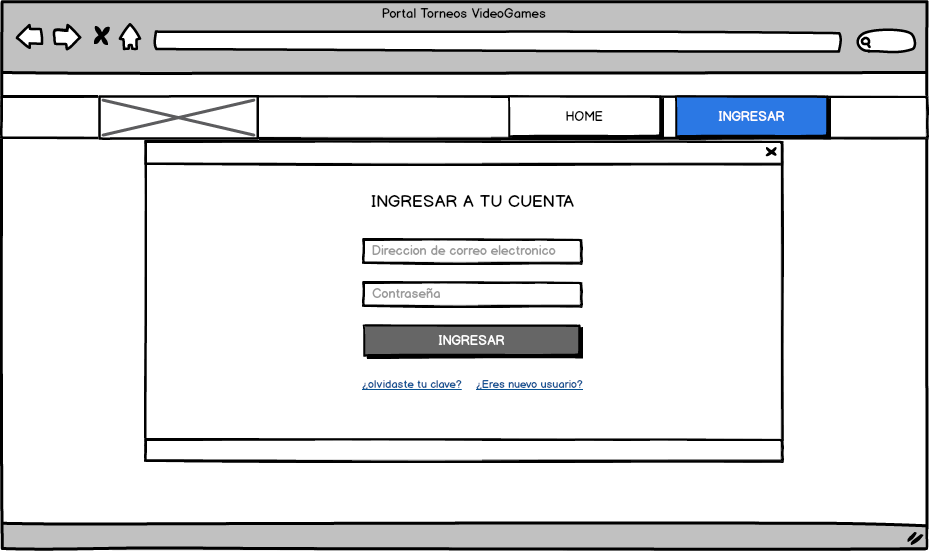 Portal Torneos VideoGames
HOME
INGRESAR
INGRESAR A TU CUENTA
Direccion de correo electronico
Contraseña
INGRESAR
¿olvidaste tu clave? ¿Eres nuevo usuario?